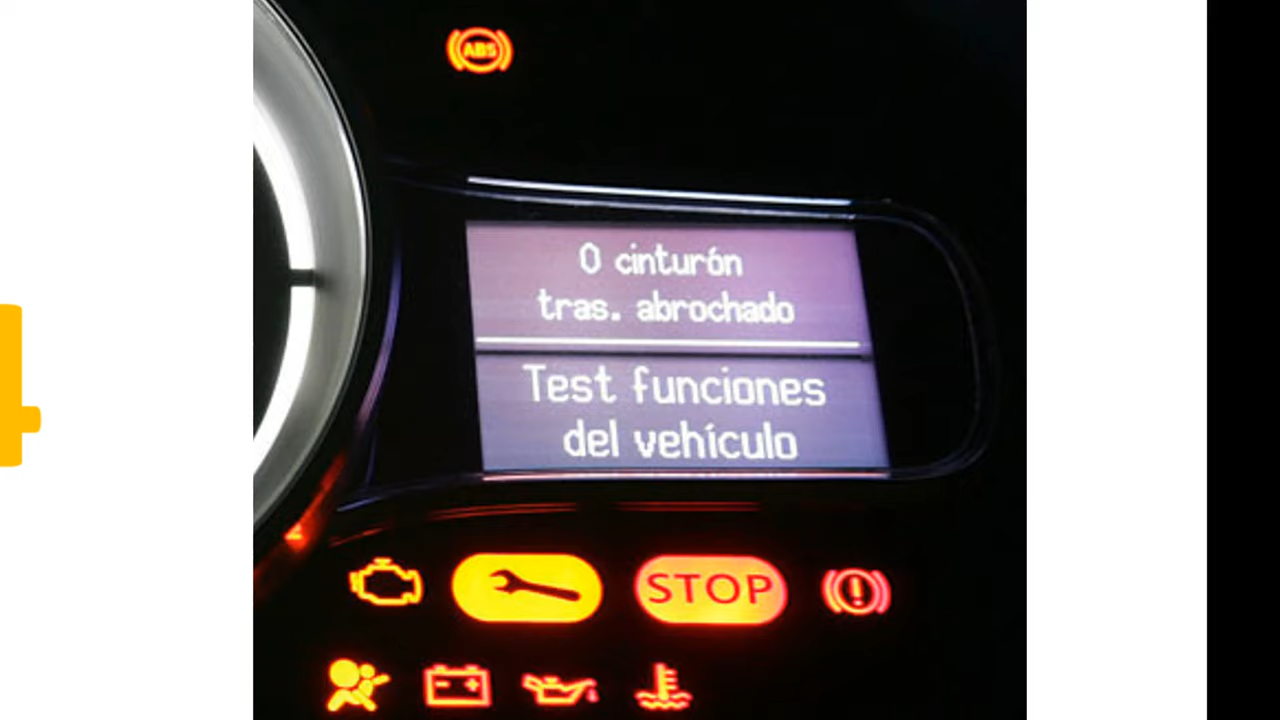 ABS
0 cinturón
tras. abrochado
Test funciones
del vehículo
STOP